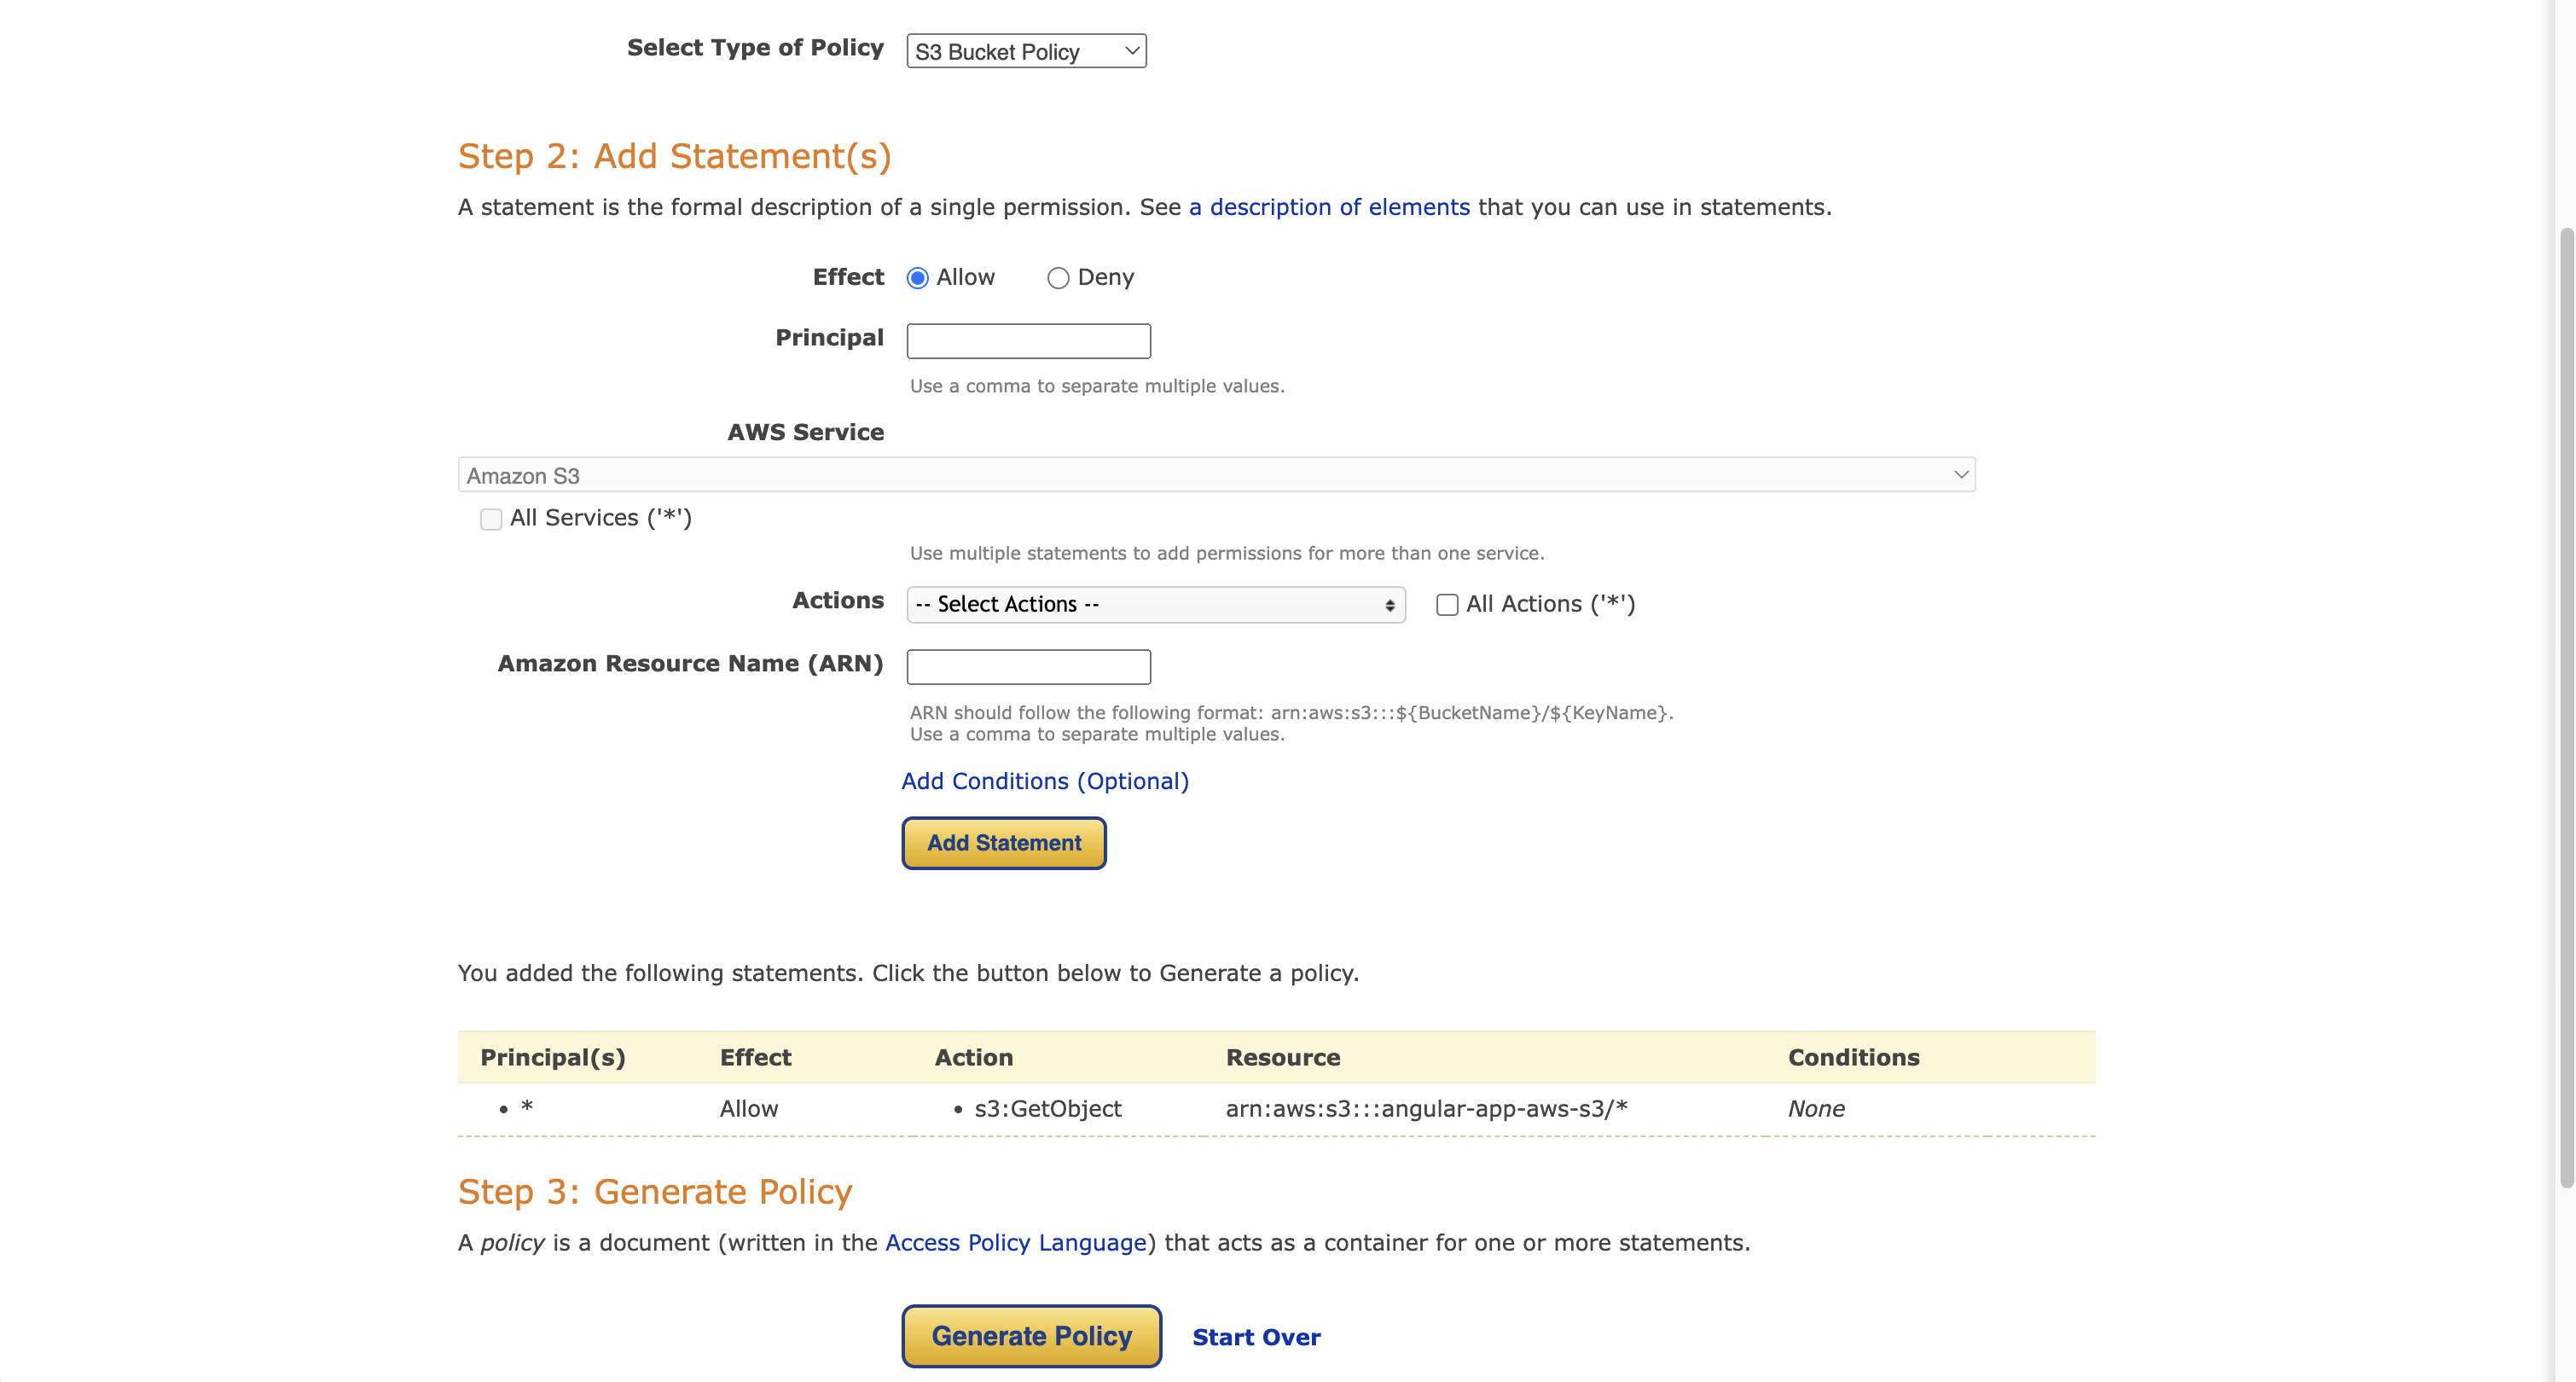 Select Type of Policy S3 Bucket Policy
Step 2: Add Statement(s)
A statement is the formal description of a single permission. See a description of elements that you can use in statements.
Effect Allow Deny
Principal
Use a comma to separate multiple values.
AWS Service
Amazon S3
All Services ('*')
Use multiple statements to add permissions for more than one service.
Actions -- Select Actions -- All Actions ('*')
Amazon Resource Name (ARN)
ARN should follow the following format: arn:aws:s3:::${BucketName}/${KeyName}.
Use a comma to separate multiple values.
Add Conditions (Optional)
Add Statement
You added the following statements. Click the button below to Generate a policy.
Principal(s) Effect Action Resource Conditions
• * Allow • s3:GetObject arn:aws:s3:::angular-app-aws-s3/* None
Step 3: Generate Policy
A policy is a document (written in the Access Policy Language) that acts as a container for one or more statements.
Generate Policy Start Over